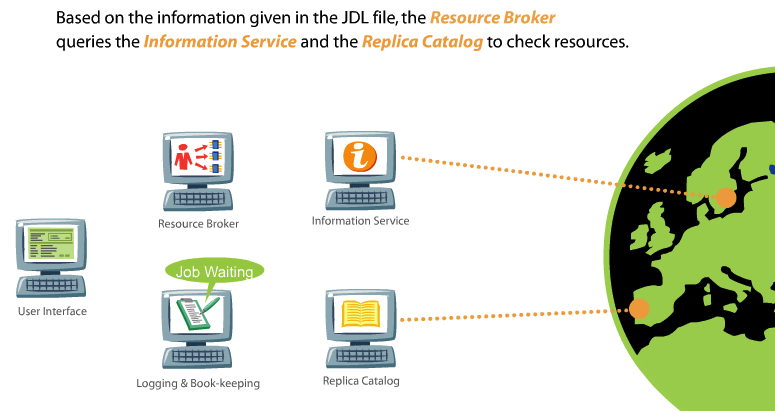 Based on the information given in the JDL file, the Resource Broker
queries the Information Service and the Replica Catalog to check resources.
Resource Broker
Information Service
User Interface
Job Waiting
Logging & Book-keeping
Replica Catalog